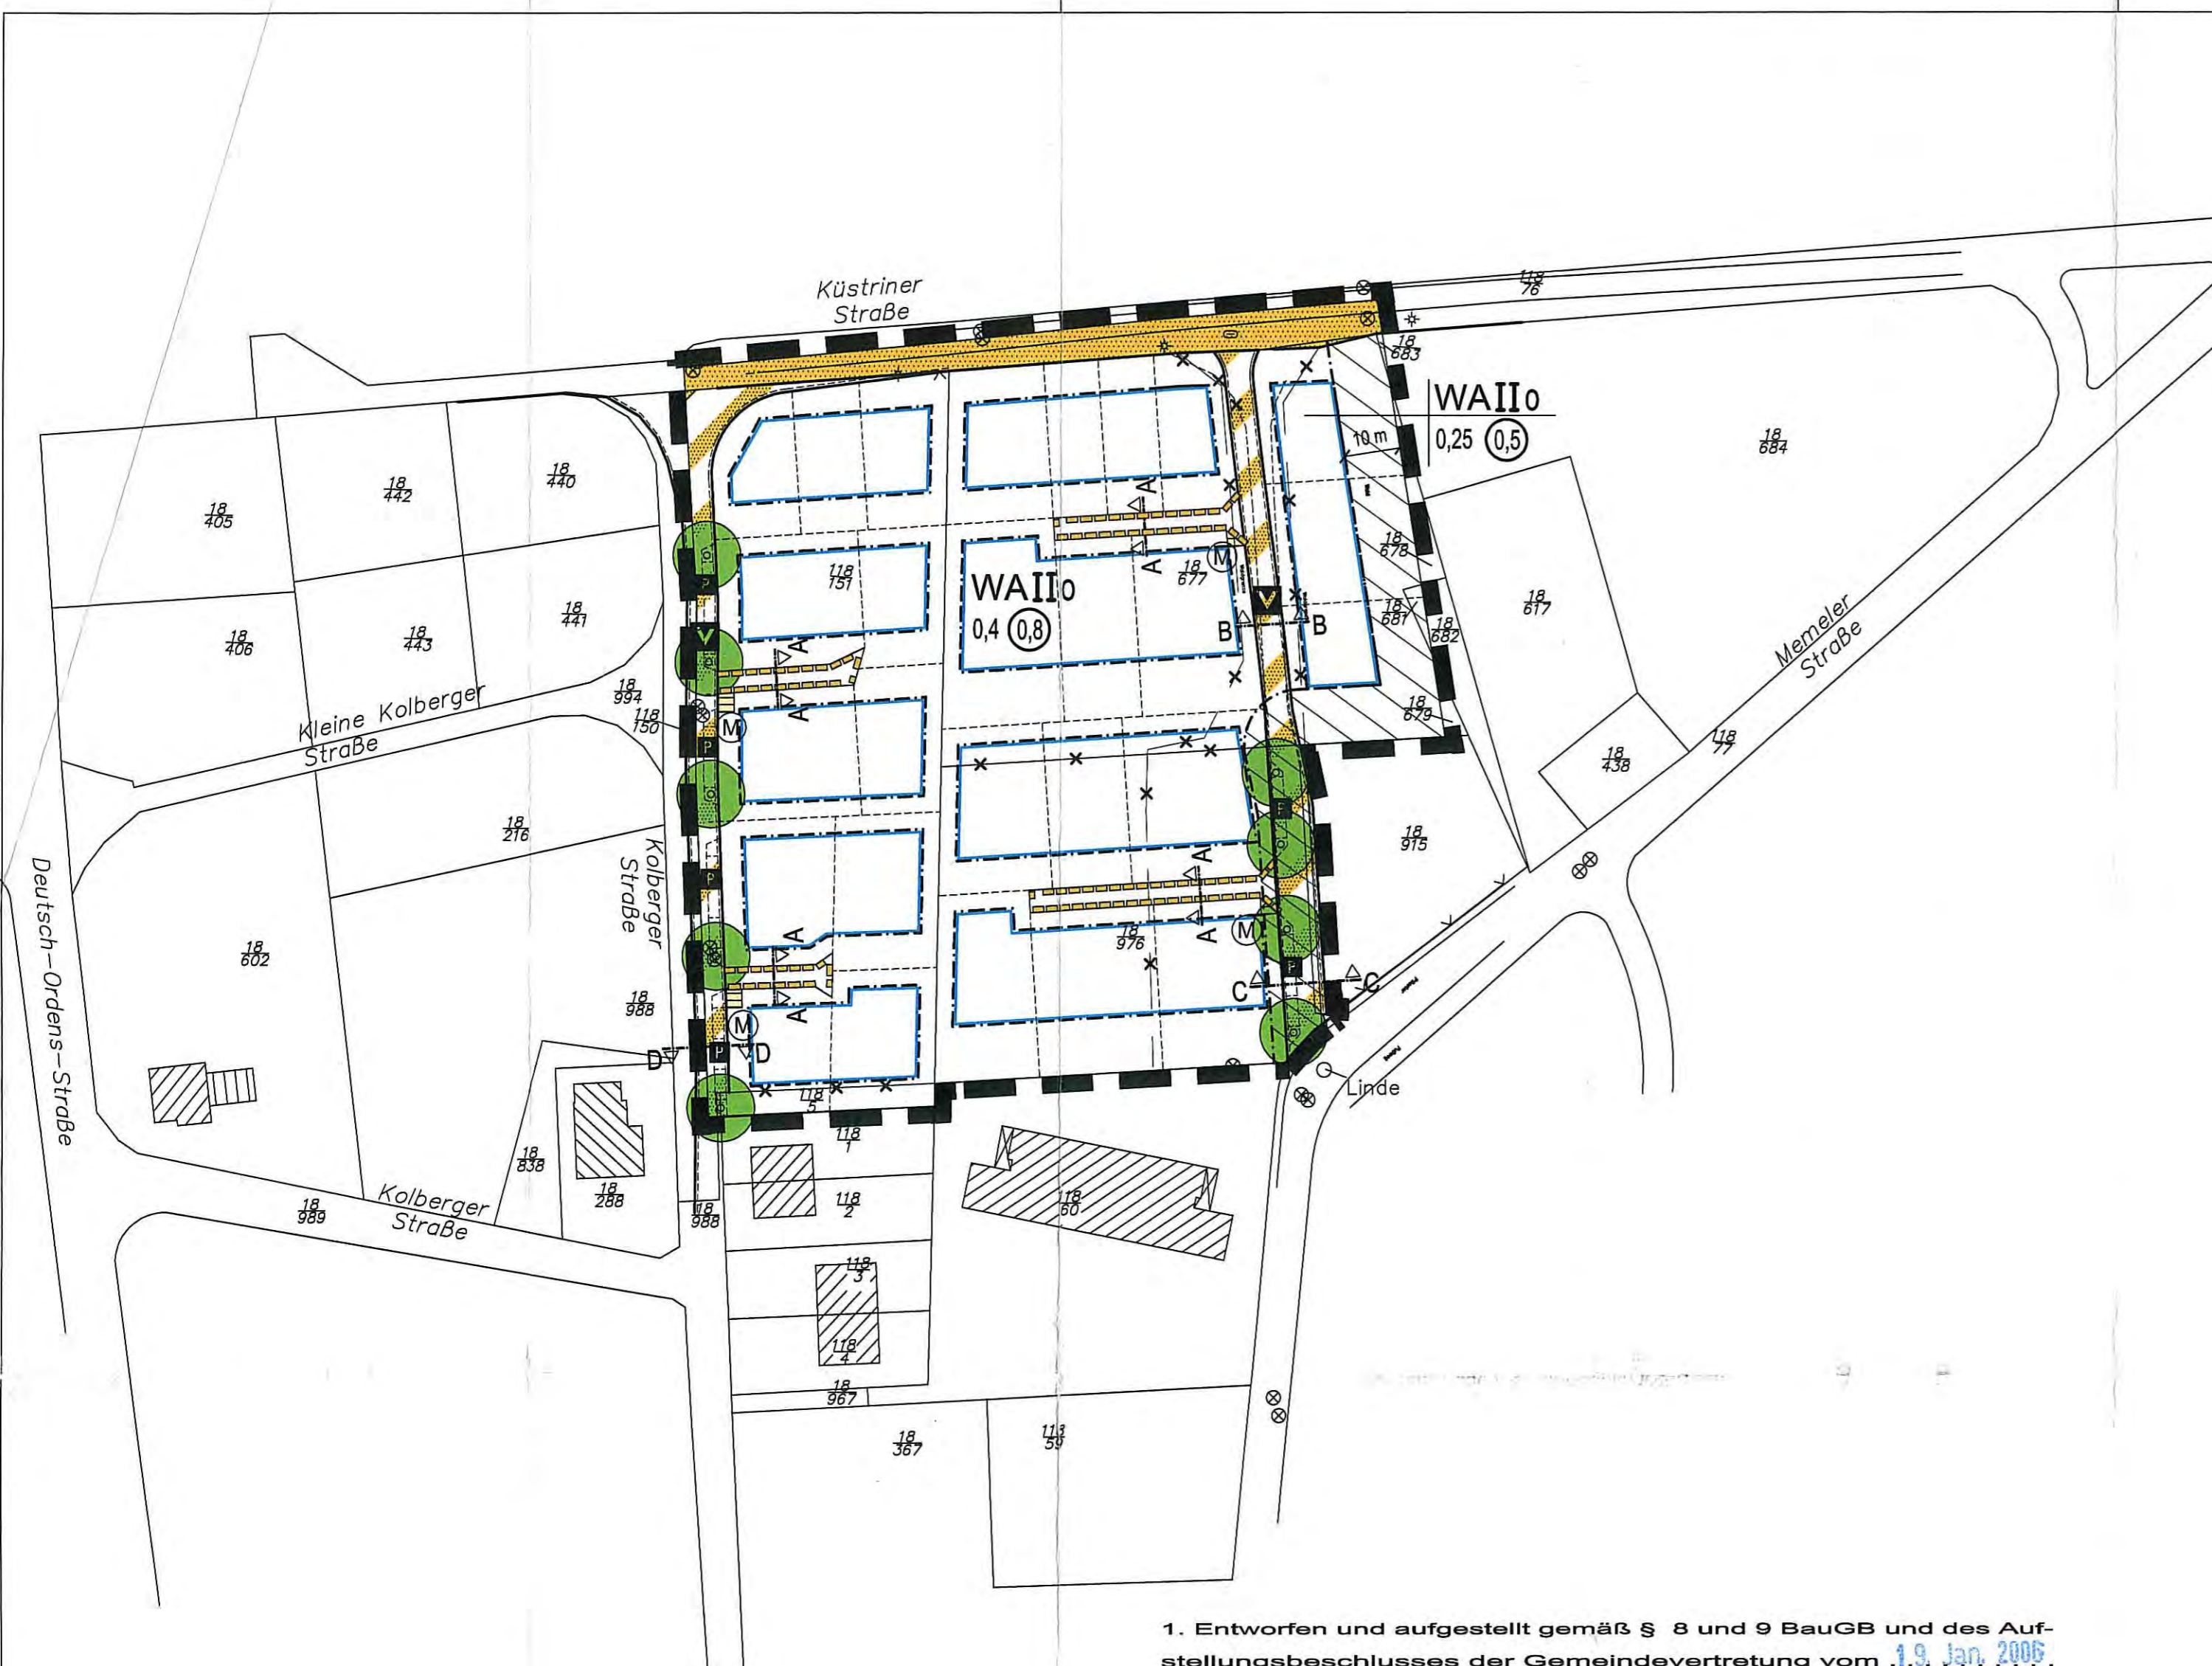 Küstriner
Straße
118
76
18
683
WAIIo
0,25 0,5
10 m
18
684
18
405
18
442
18
440
18
406
18
443
18
441
Kleine Kolberger
Straße
18
994
118
150
18
216
Kolberger
Straße
Deutsch-Ordens-Straße
18
602
18
988
118
151
WAIIo
0,4 0,8
18
677
18
678
18
681
18
682
18
679
18
617
Memeler
Straße
18
438
118
77
18
915
18
976
A
A
A
A
A
A
A
A
B
B
C
C
D
D
M
M
M
M
V
V
P
P
P
P
P
P
118
5
Linde
118
1
118
2
118
3
118
4
118
60
18
838
18
288
18
988
Kolberger
Straße
18
989
18
967
18
367
59
1. Entworfen und aufgestellt gemäß § 8 und 9 BauGB und des Auf-
stellungsbeschlusses der Gemeindevertretung vom 19. Jan. 2006